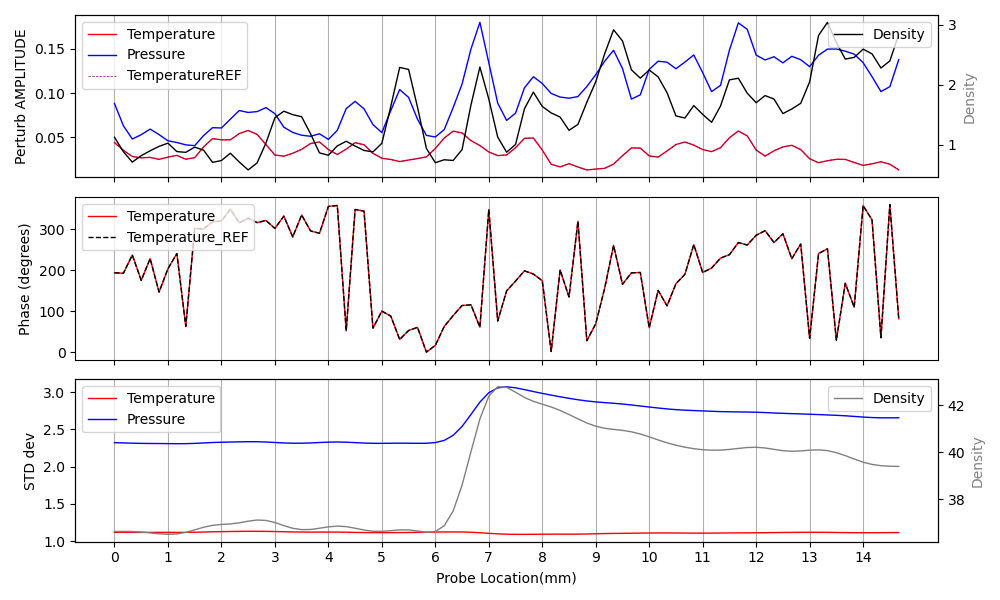 Perturb AMPLITUDE
0.15
0.10
0.05
Temperature
Pressure
TemperatureREF
Density
3
2
1
Density
Phase (degrees)
300
200
100
0
Temperature
Temperature_REF
STD dev
3.0
2.5
2.0
1.5
1.0
Temperature
Pressure
Density
42
40
38
Density
0 1 2 3 4 5 6 7 8 9 10 11 12 13 14
Probe Location(mm)